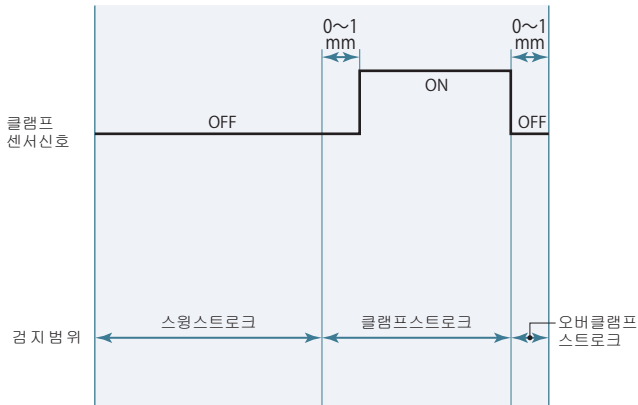 0～1
mm
0～1
mm
ON
클램프
센서신호
OFF
OFF
검지범위
스윙스트로크
클램프스트로크
오버클램프
스트로크